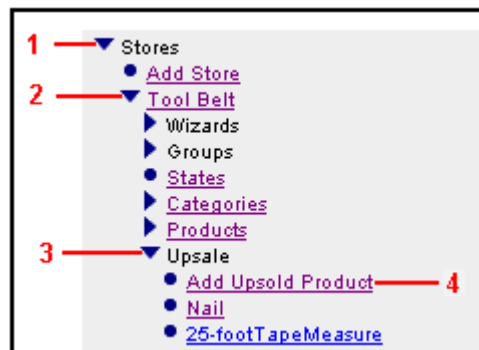 1 Stores
Add Store
2 Tool Belt
Wizards
Groups
States
Categories
Products
3 Upsale
Add Upsold Product 4
Nail
25-footTapeMeasure